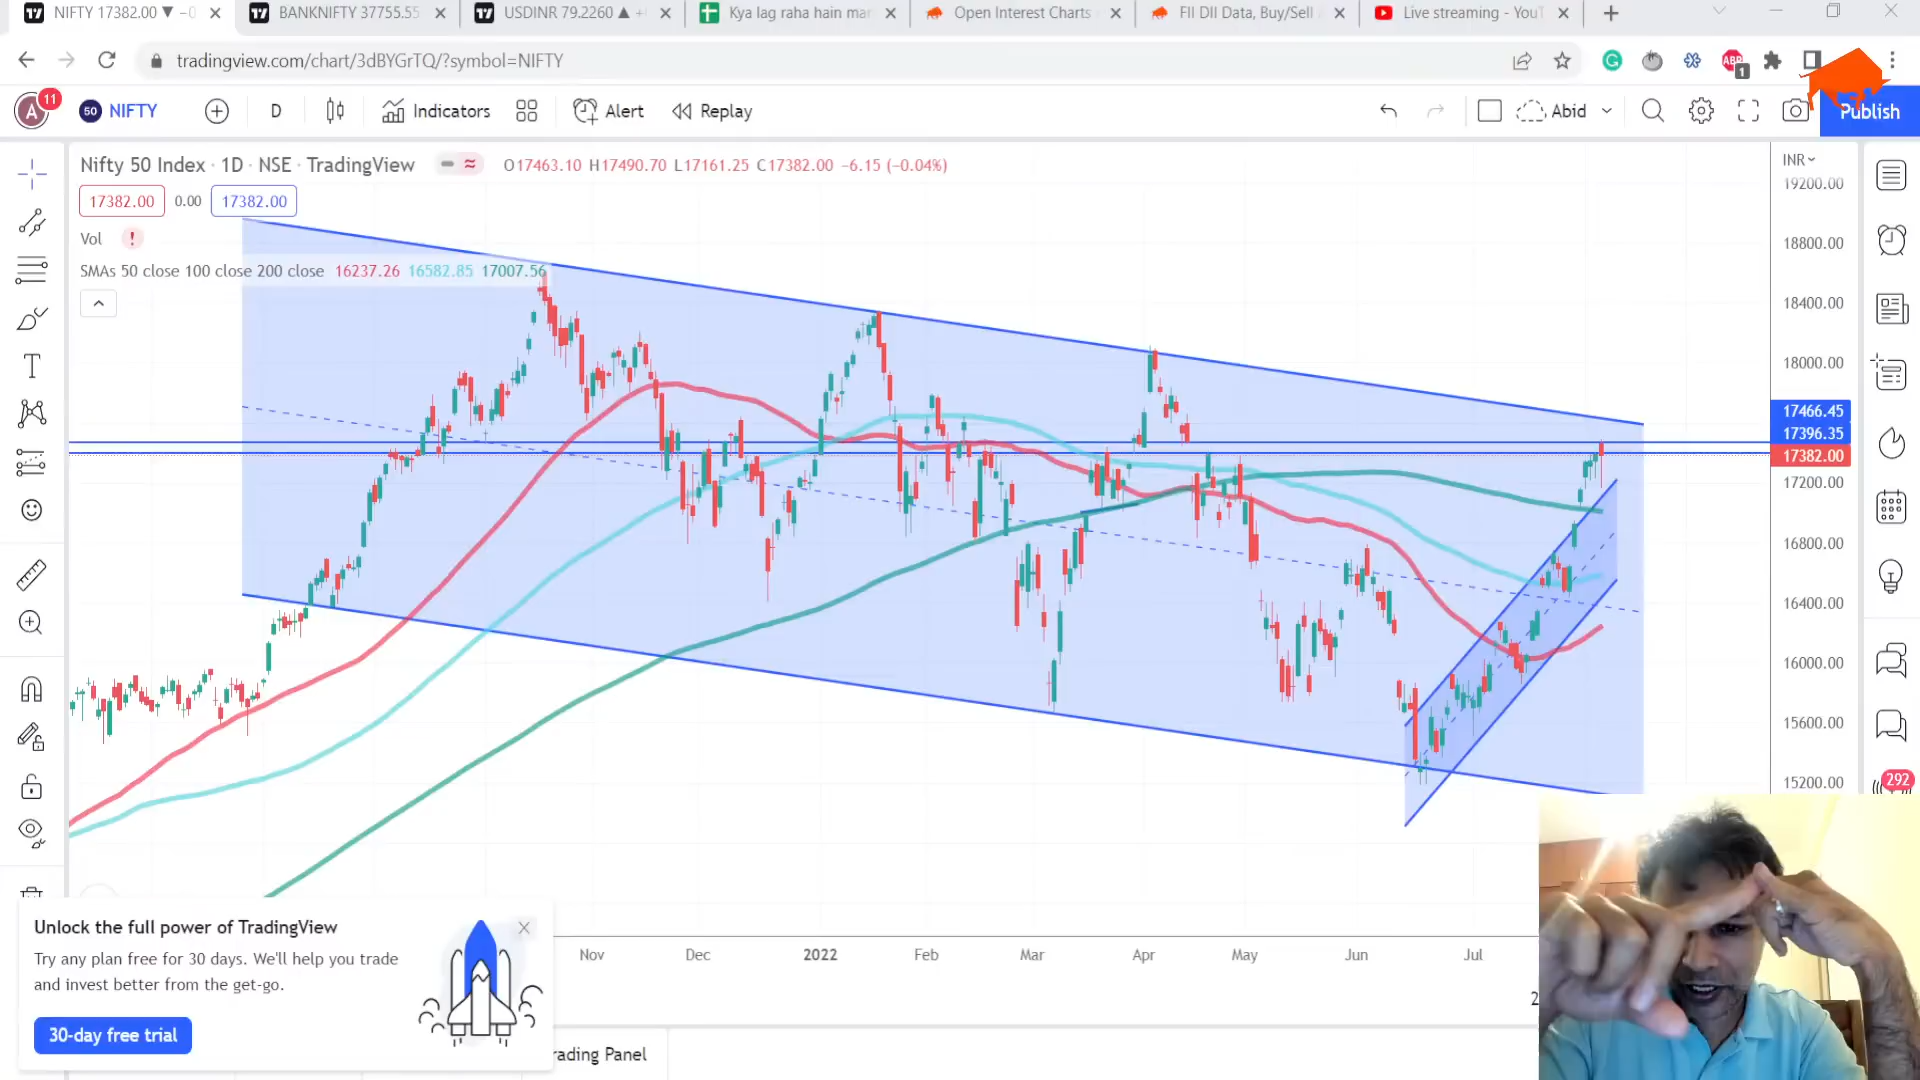 NIFTY 17382.00 ▼ −0
BANKNIFTY 37755.55
USDINR 79.2260 ▲ +
Kya lag raha hain mar
Open Interest Charts
FII DII Data, Buy/Sell
Live streaming - YouT
tradingview.com/chart/3dBYGrTQ/?symbol=NIFTY
ABP
1
A
11
50
NIFTY
D
Indicators
Alert
Replay
Abid
Publish
Nifty 50 Index · 1D · NSE · TradingView
O17463.10 H17490.70 L17161.25 C17382.00 −6.15 (−0.04%)
INR
17382.00
0.00
17382.00
Vol
!
SMAs 50 close 100 close 200 close 16237.26 16582.85 17007.56
19200.00
18800.00
18400.00
18000.00
17466.45
17396.35
17382.00
17200.00
16800.00
16400.00
16000.00
15600.00
15200.00
292
Unlock the full power of TradingView
Try any plan free for 30 days. We'll help you trade
and invest better from the get-go.
30-day free trial
Nov
Dec
2022
Feb
Mar
Apr
May
Jun
Jul
2
rading Panel